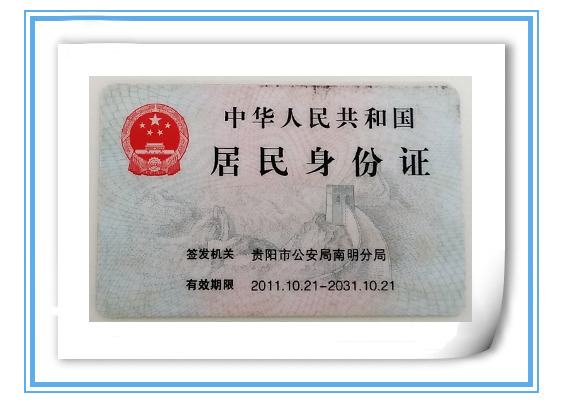 中华人民共和国
居民身份证
签发机关 贵阳市公安局南明分局
有效期限 2011.10.21-2031.10.21